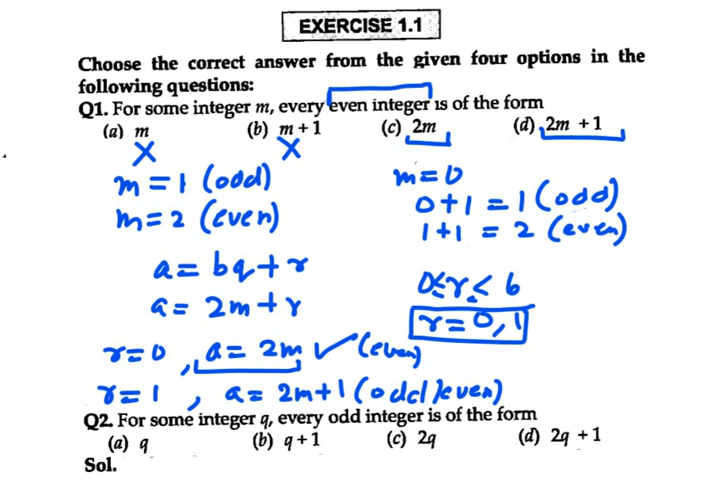 EXERCISE 1.1
Choose the correct answer from the given four options in the
following questions:
Q1. For some integer m, every even integer is of the form
(a) m (b) m + 1 (c) 2m (d) 2m + 1
m = 1 (odd) m = 0
0+1 = 1 (odd)
m = 2 (even) 1+1 = 2 (even)
a = bq + r
0≤r< b
a = 2m + r r = 0, 1
r=0, a = 2m ✓ (even)
r=1, a = 2m+1 (odd/even)
Q2. For some integer q, every odd integer is of the form
(a) q (b) q + 1 (c) 2q (d) 2q + 1
Sol.